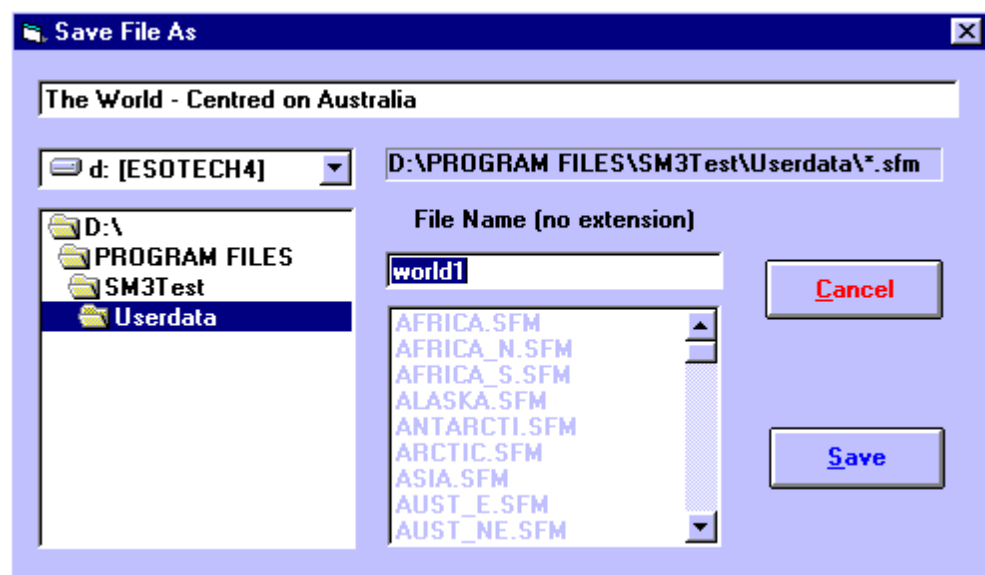 Save File As
The World - Centred on Australia
d: [ESOTECH4]
D:\PROGRAM FILES\SM3Test\Userdata\*.sfm
D:\
PROGRAM FILES
SM3Test
Userdata
File Name (no extension)
world1
AFRICA.SFM
AFRICA_N.SFM
AFRICA_S.SFM
ALASKA.SFM
ANTARCTI.SFM
ARCTIC.SFM
ASIA.SFM
AUST_E.SFM
AUST_NE.SFM
Cancel
Save